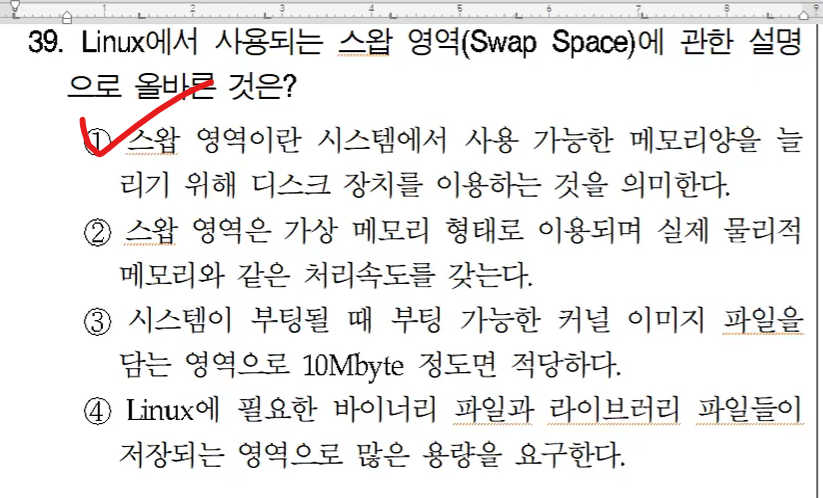 1 2 3 4 5 6 7 8 9
39. Linux에서 사용되는 스왑 영역(Swap Space)에 관한 설명
으로 올바른 것은?
① 스왑 영역이란 시스템에서 사용 가능한 메모리양을 늘
리기 위해 디스크 장치를 이용하는 것을 의미한다.
② 스왑 영역은 가상 메모리 형태로 이용되며 실제 물리적
메모리와 같은 처리속도를 갖는다.
③ 시스템이 부팅될 때 부팅 가능한 커널 이미지 파일을
담는 영역으로 10Mbyte 정도면 적당하다.
④ Linux에 필요한 바이너리 파일과 라이브러리 파일들이
저장되는 영역으로 많은 용량을 요구한다.